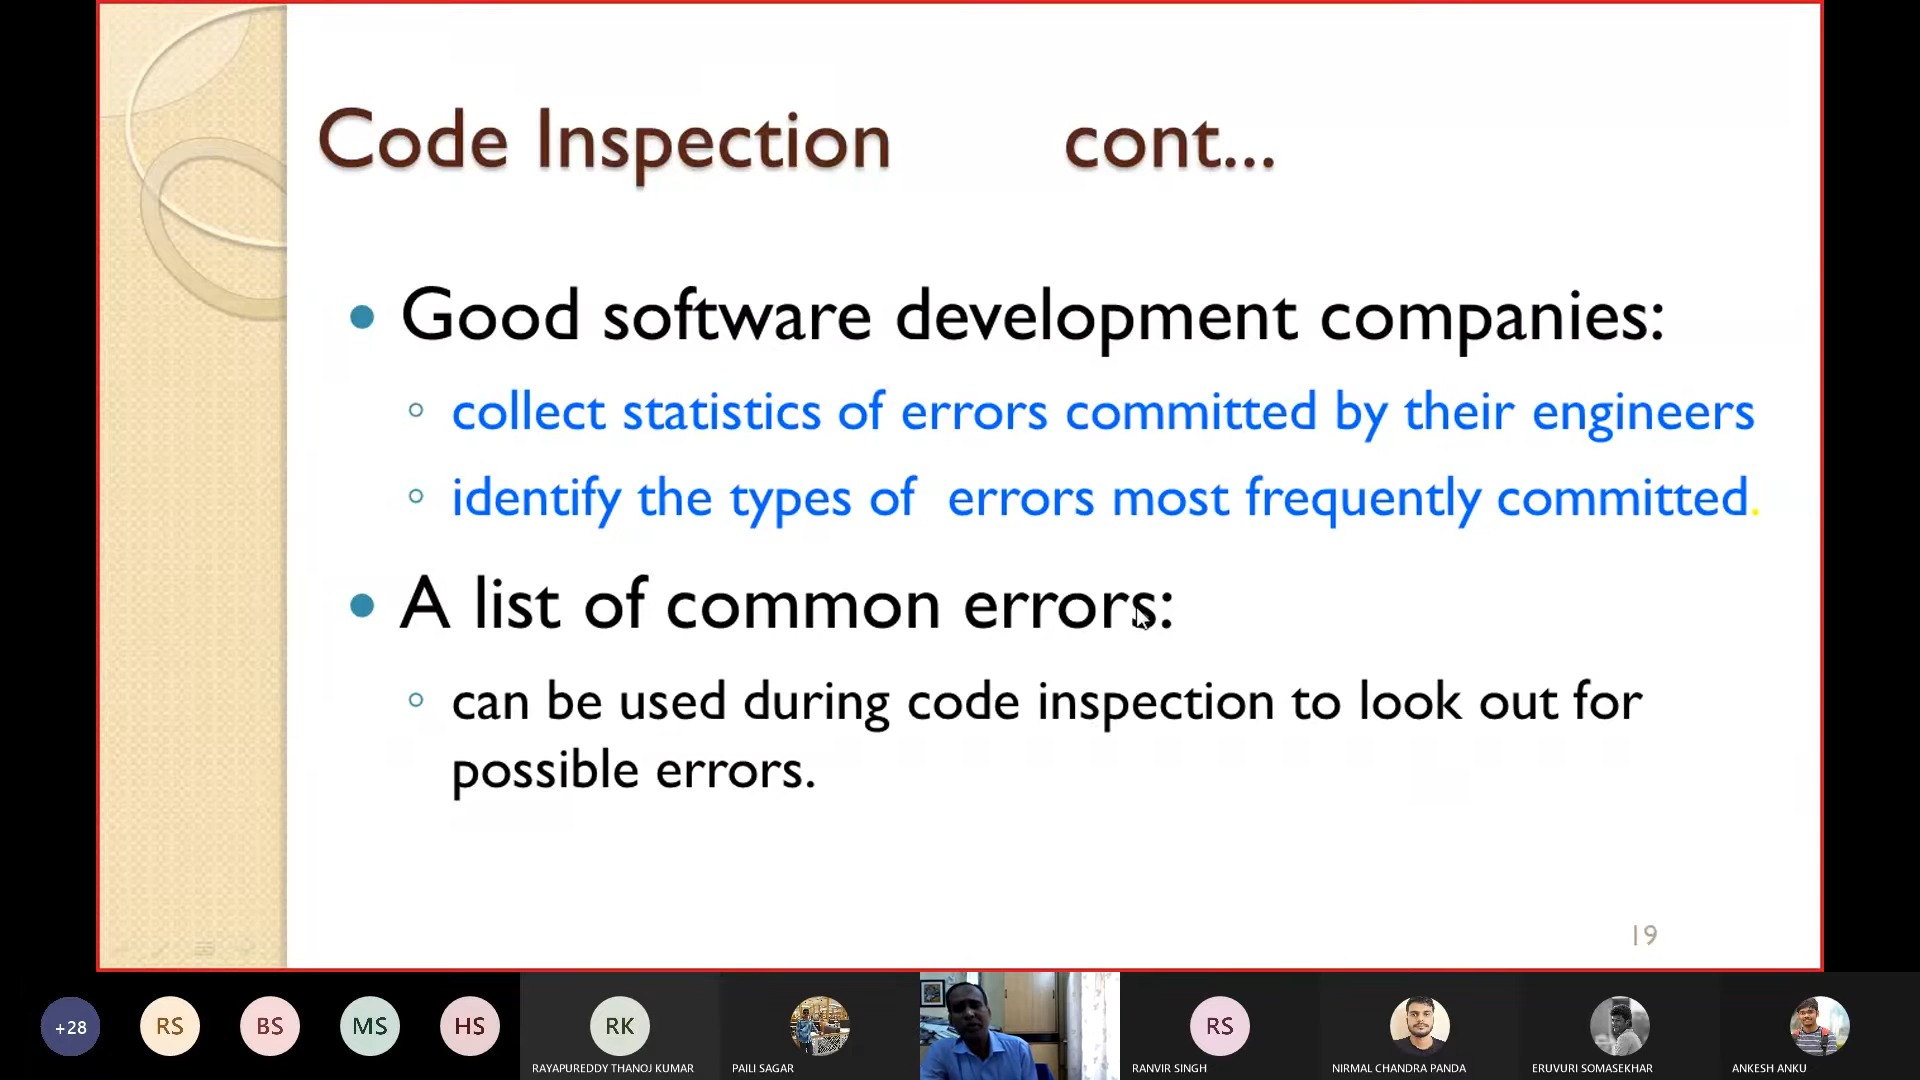 Code Inspection cont...
Good software development companies:
collect statistics of errors committed by their engineers
identify the types of errors most frequently committed.
A list of common errors:
can be used during code inspection to look out for
possible errors.
19
+28
RS
BS
MS
HS
RK
RS
RAYAPUREDDY THANOJ KUMAR
PAILI SAGAR
RANVIR SINGH
NIRMAL CHANDRA PANDA
ERUVURI SOMASEKHAR
ANKESH ANKU